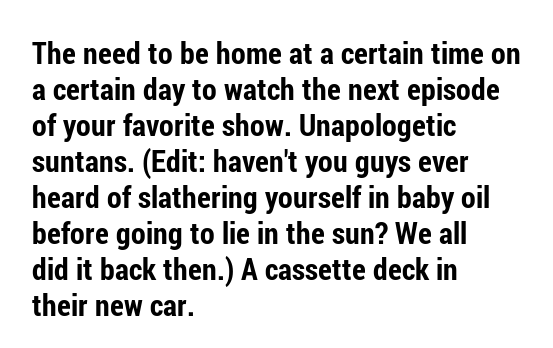 The need to be home at a certain time on
a certain day to watch the next episode
of your favorite show. Unapologetic
suntans. (Edit: haven't you guys ever
heard of slathering yourself in baby oil
before going to lie in the sun? We all
did it back then.) A cassette deck in
their new car.